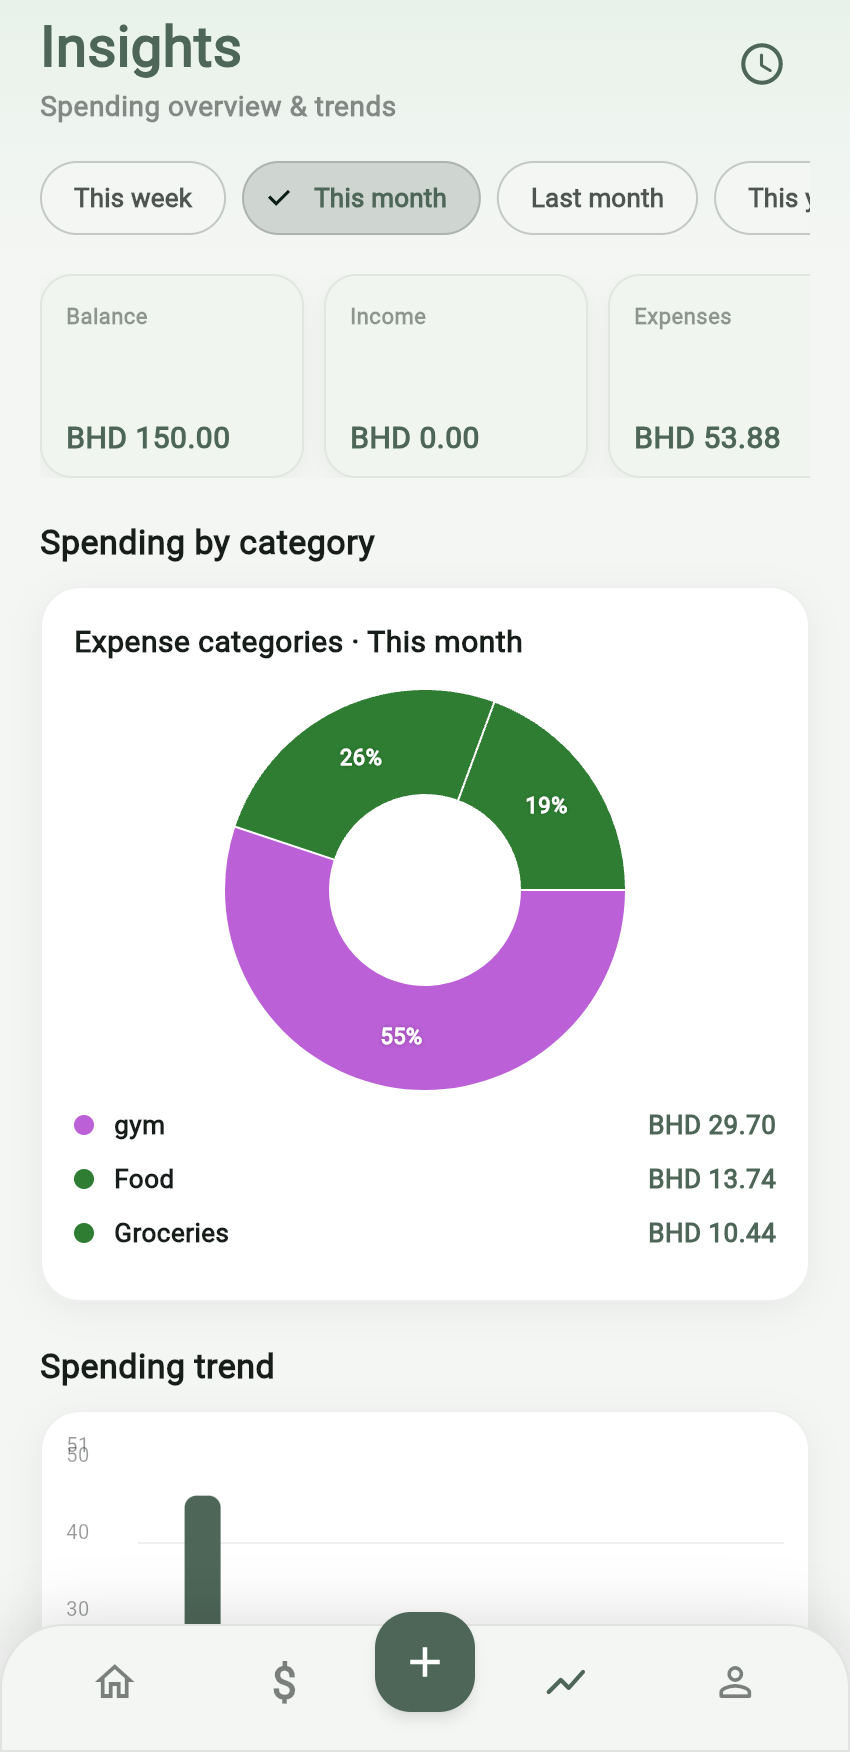 Insights
Spending overview & trends
This week
This month
Last month
This y
Balance
BHD 150.00
Income
BHD 0.00
Expenses
BHD 53.88
Spending by category
Expense categories · This month
26%
19%
55%
gym BHD 29.70
Food BHD 13.74
Groceries BHD 10.44
Spending trend
51
50
40
30